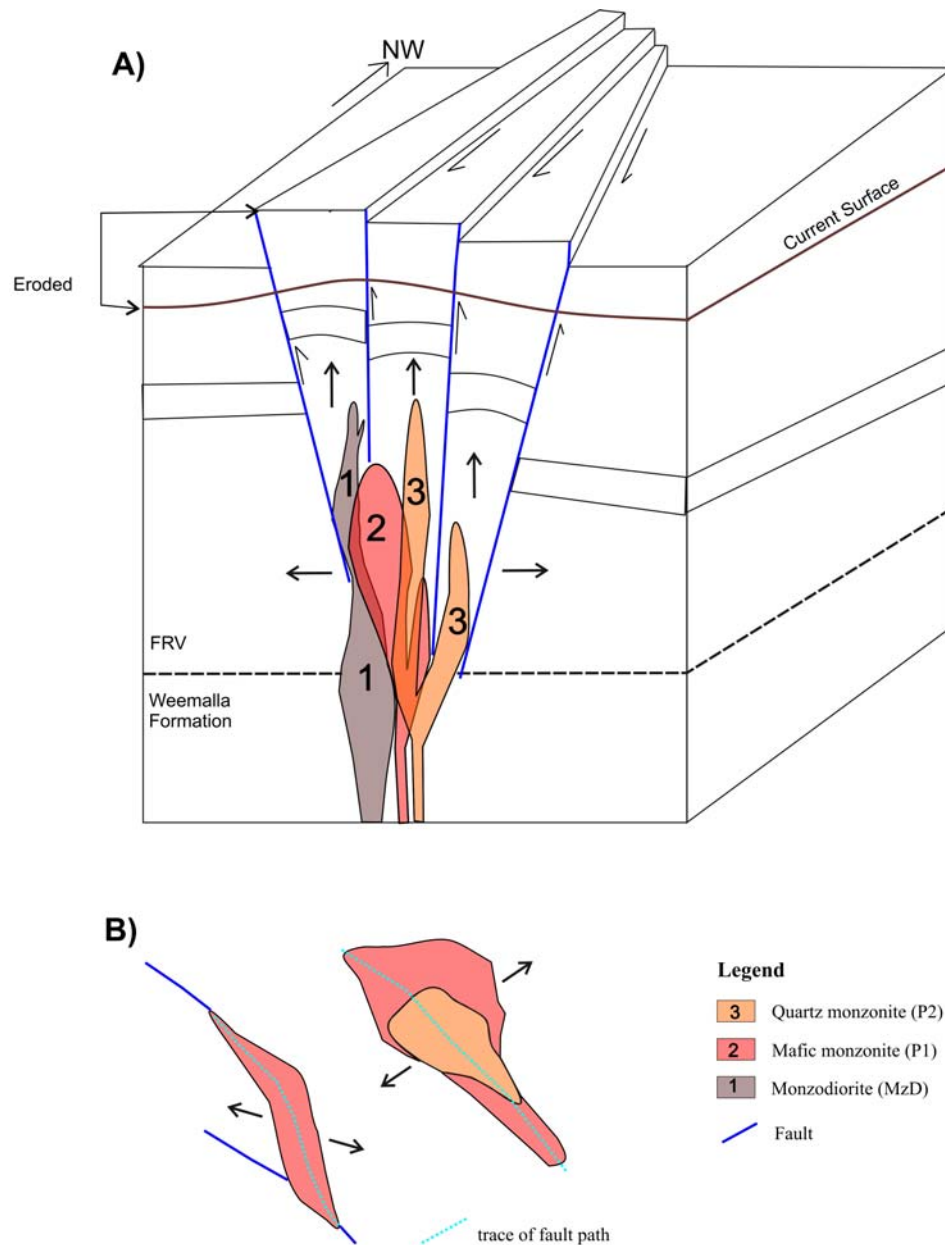 A)
NW
Current Surface
Eroded
1
2
3
3
1
FRV
Weemalla
Formation
B)
Legend
3 Quartz monzonite (P2)
2 Mafic monzonite (P1)
1 Monzodiorite (MzD)
Fault
trace of fault path